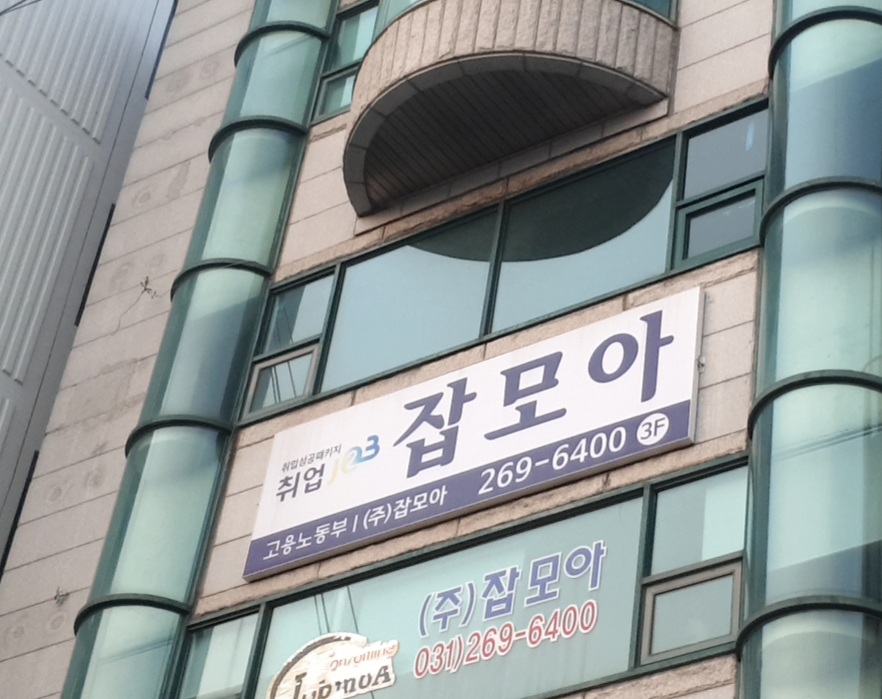 취업성공패키지
취업 JOB 잡모아
고용노동부 | (주)잡모아 269-6400 3F
(주)잡모아
031)269-6400